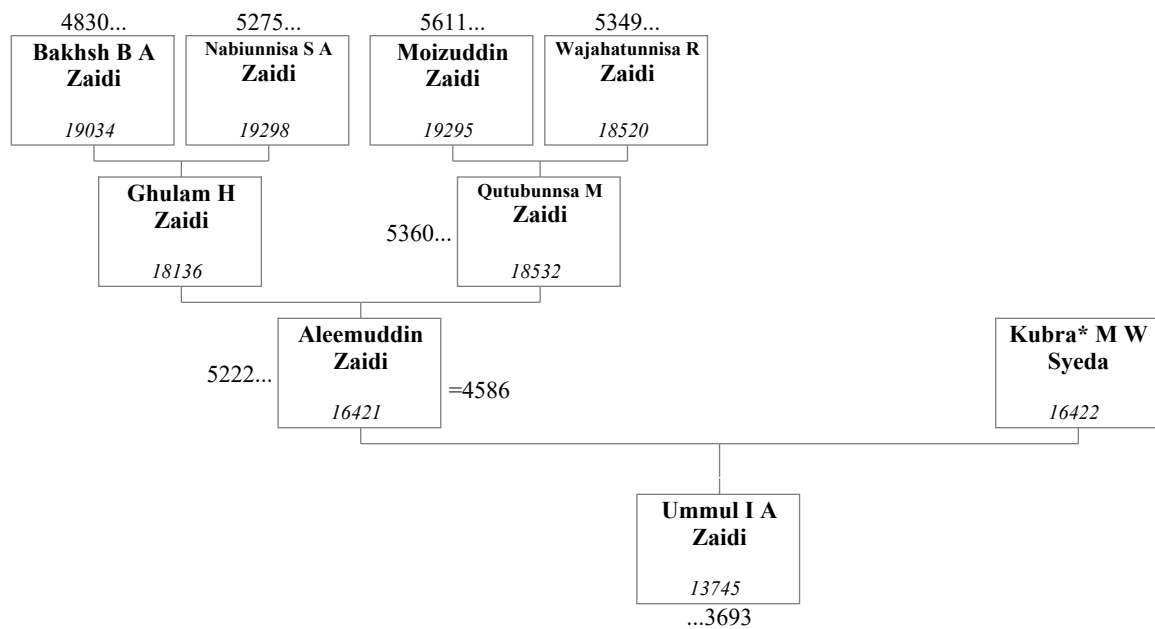 4830... 5275... 5611... 5349...
Bakhsh B A
Zaidi
19034
Nabiunnisa S A
Zaidi
19298
Moizuddin
Zaidi
19295
Wajahatunnisa R
Zaidi
18520
Ghulam H
Zaidi
18136
5360...
Qutubunnsa M
Zaidi
18532
5222...
Aleemuddin
Zaidi
16421
=4586
Kubra* M W
Syeda
16422
Ummul I A
Zaidi
13745
...3693